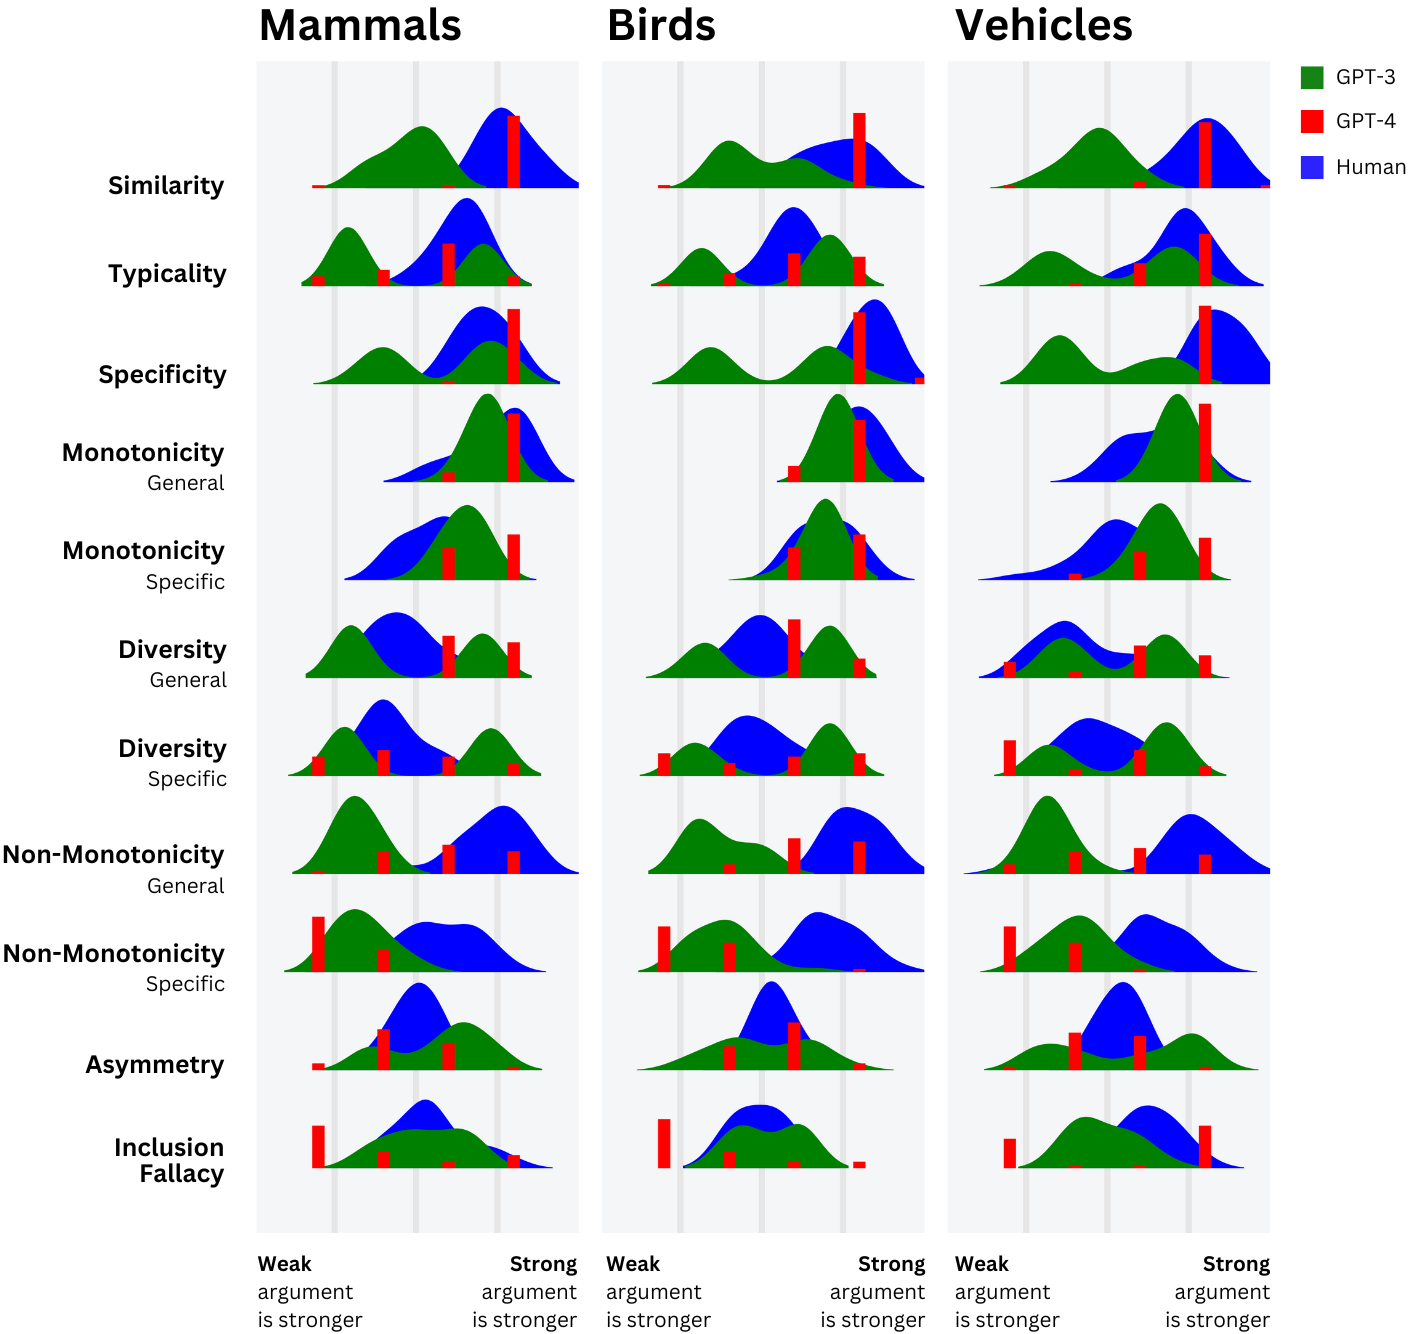 Mammals
Birds
Vehicles
GPT-3
GPT-4
Human
Similarity
Typicality
Specificity
Monotonicity
General
Monotonicity
Specific
Diversity
General
Diversity
Specific
Non-Monotonicity
General
Non-Monotonicity
Specific
Asymmetry
Inclusion
Fallacy
Weak
argument
is stronger
Strong
argument
is stronger
Weak
argument
is stronger
Strong
argument
is stronger
Weak
argument
is stronger
Strong
argument
is stronger